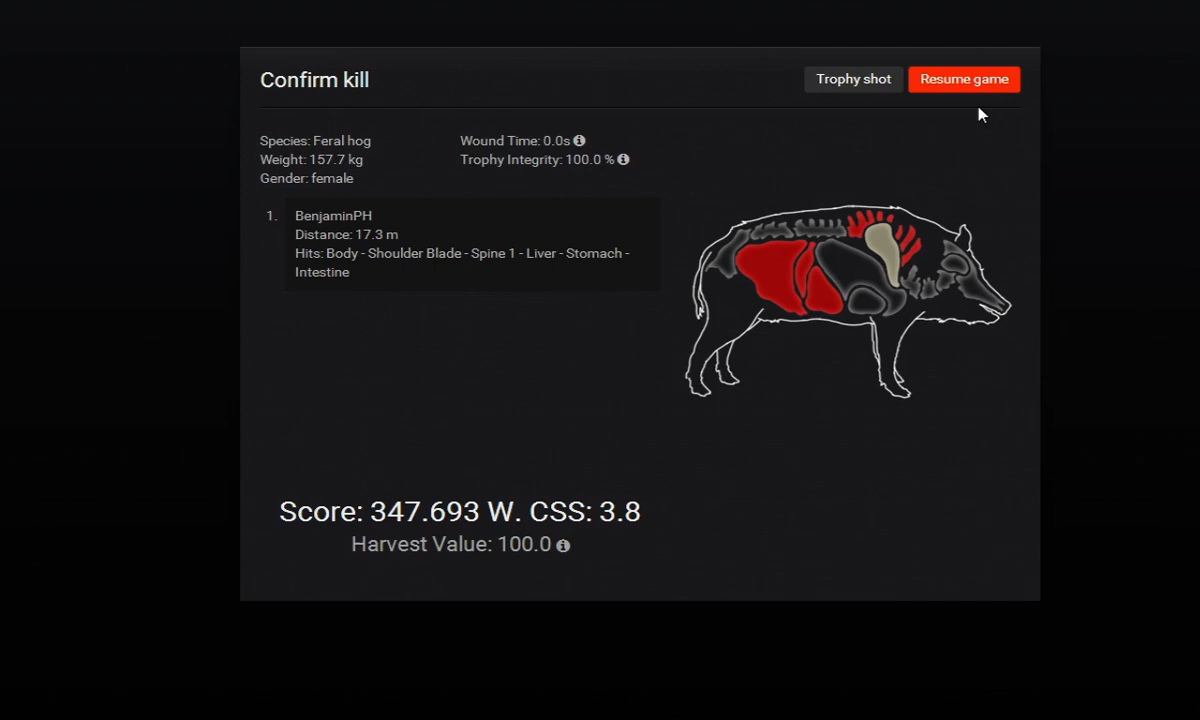 Confirm kill
Trophy shot
Resume game
Species: Feral hog
Weight: 157.7 kg
Gender: female
Wound Time: 0.0s
Trophy Integrity: 100.0 %
1.
BenjaminPH
Distance: 17.3 m
Hits: Body - Shoulder Blade - Spine 1 - Liver - Stomach -
Intestine
Score: 347.693 W. CSS: 3.8
Harvest Value: 100.0